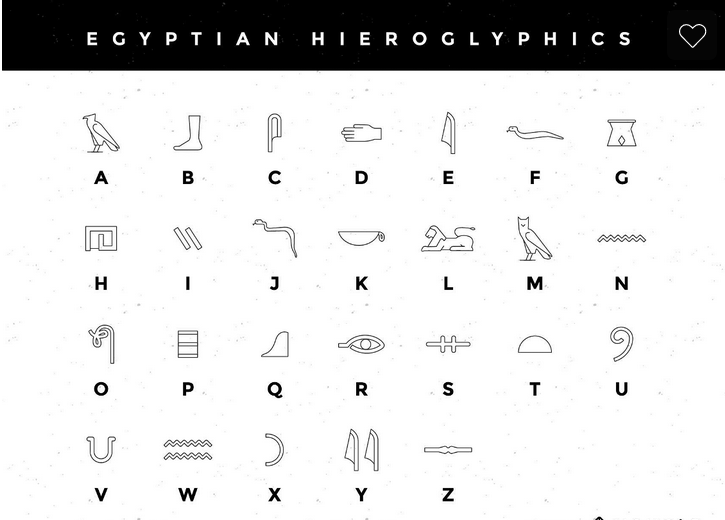 EGYPTIAN HIEROGLYPHICS
A B C D E F G
H I J K L M N
O P Q R S T U
V W X Y Z